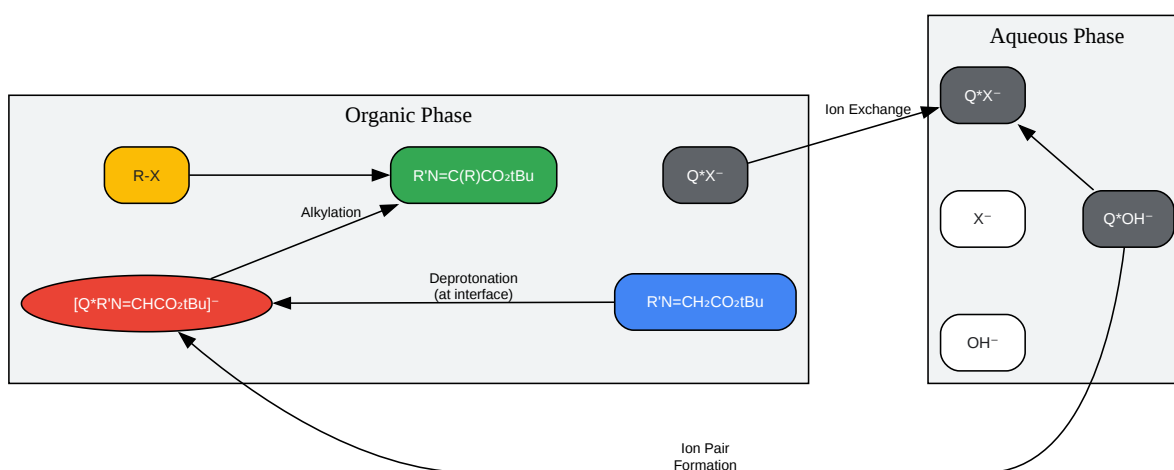 Organic Phase
Aqueous Phase
R-X
R'N=C(R)CO₂tBu
Q*X⁻
Ion Exchange
Q*X⁻
Alkylation
X⁻
Q*OH⁻
Deprotonation
(at interface)
[Q*R'N=CHCO₂tBu]⁻
R'N=CH₂CO₂tBu
OH⁻
Ion Pair
Formation